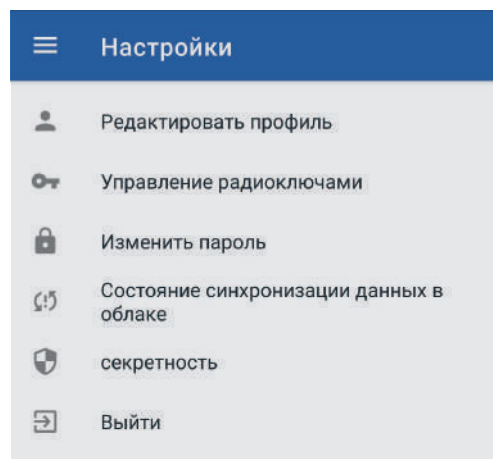 Настройки
Редактировать профиль
Управление радиоключами
Изменить пароль
Состояние синхронизации данных в
облаке
секретность
Выйти